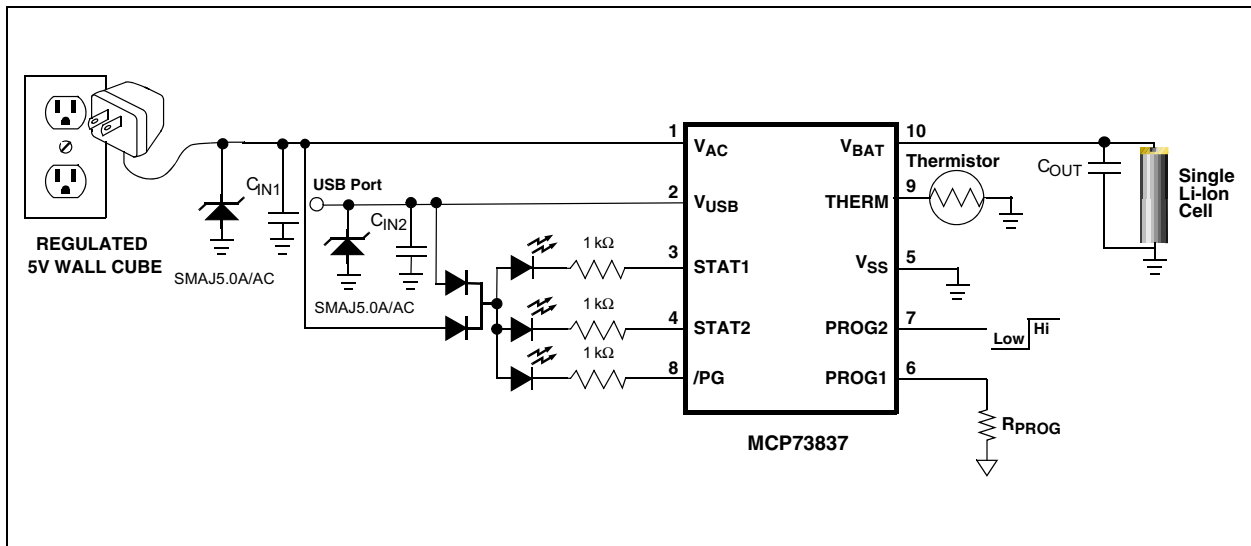 REGULATED
5V WALL CUBE
SMAJ5.0A/AC
CIN1
USB Port
CIN2
SMAJ5.0A/AC
1 kΩ
1 kΩ
1 kΩ
1
VAC
2
VUSB
3
STAT1
4
STAT2
8
/PG
10
VBAT
9
THERM
5
VSS
7
PROG2
6
PROG1
MCP73837
Thermistor
COUT
Single
Li-Ion
Cell
Low
Hi
RPROG